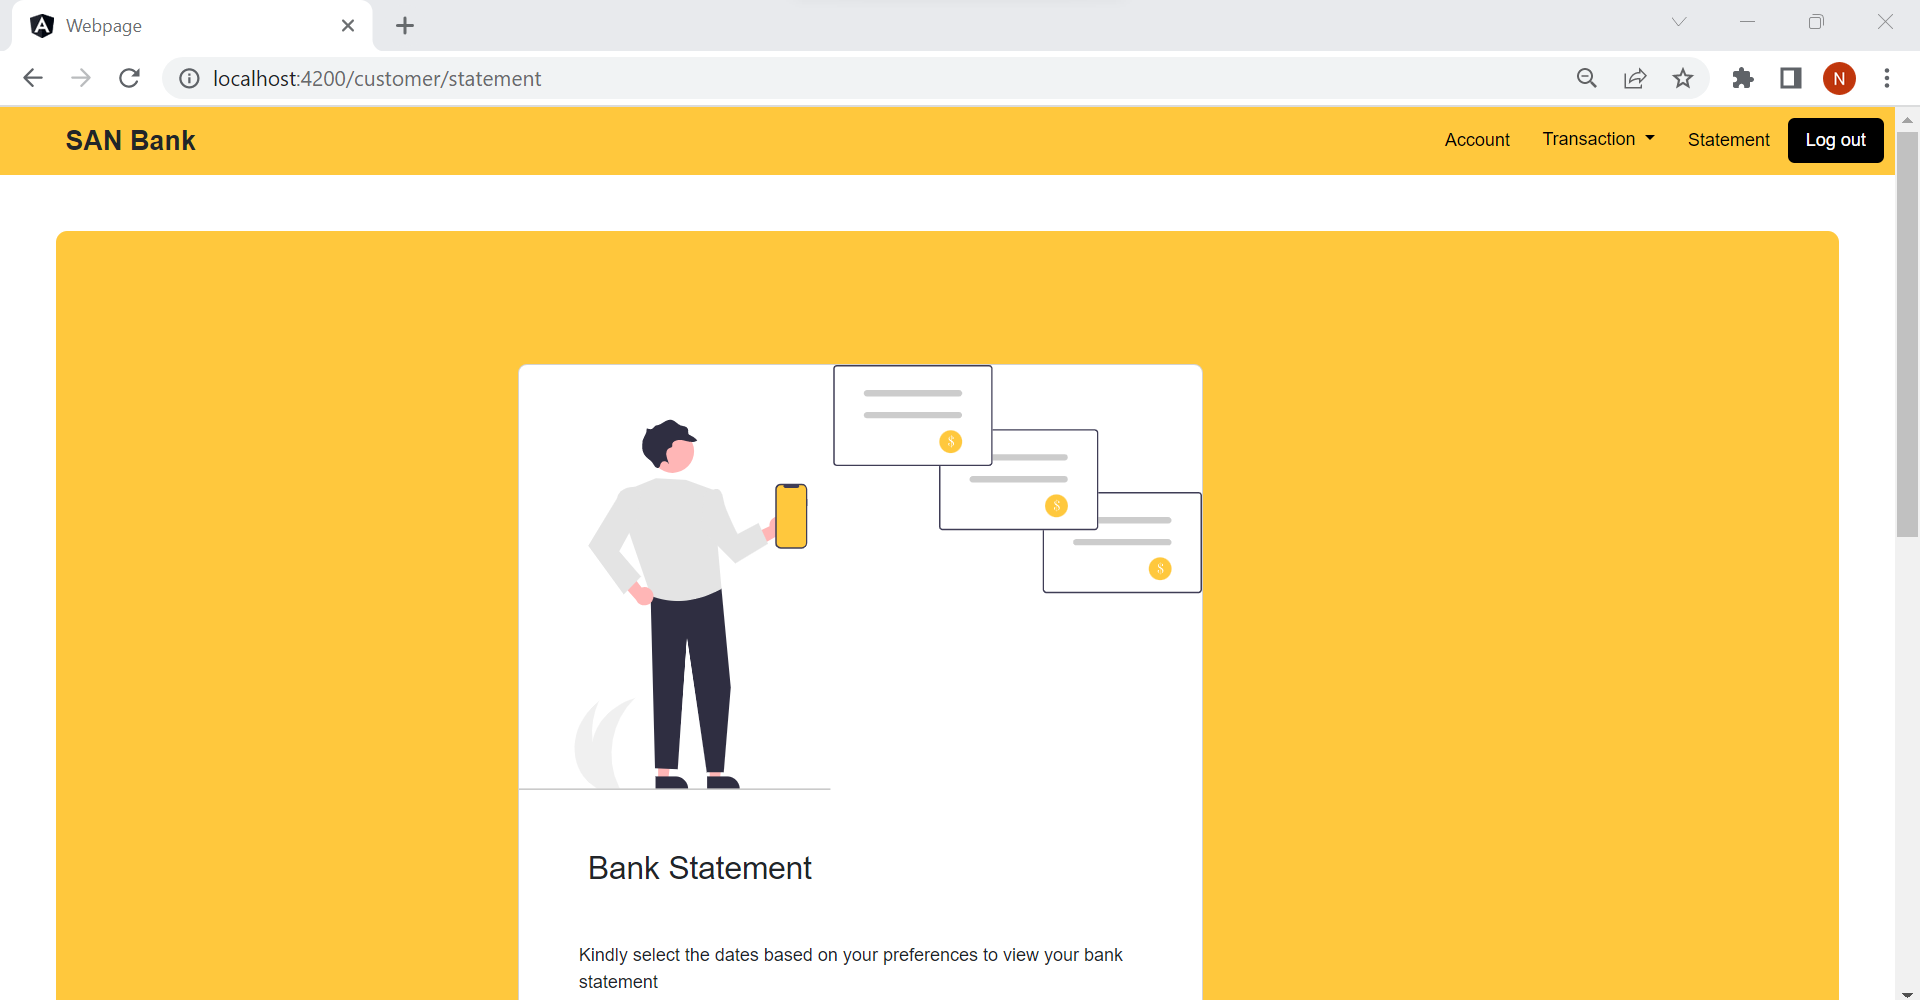 Webpage
localhost:4200/customer/statement
N
SAN Bank
Account
Transaction
Statement
Log out
$
$
$
Bank Statement
Kindly select the dates based on your preferences to view your bank
statement